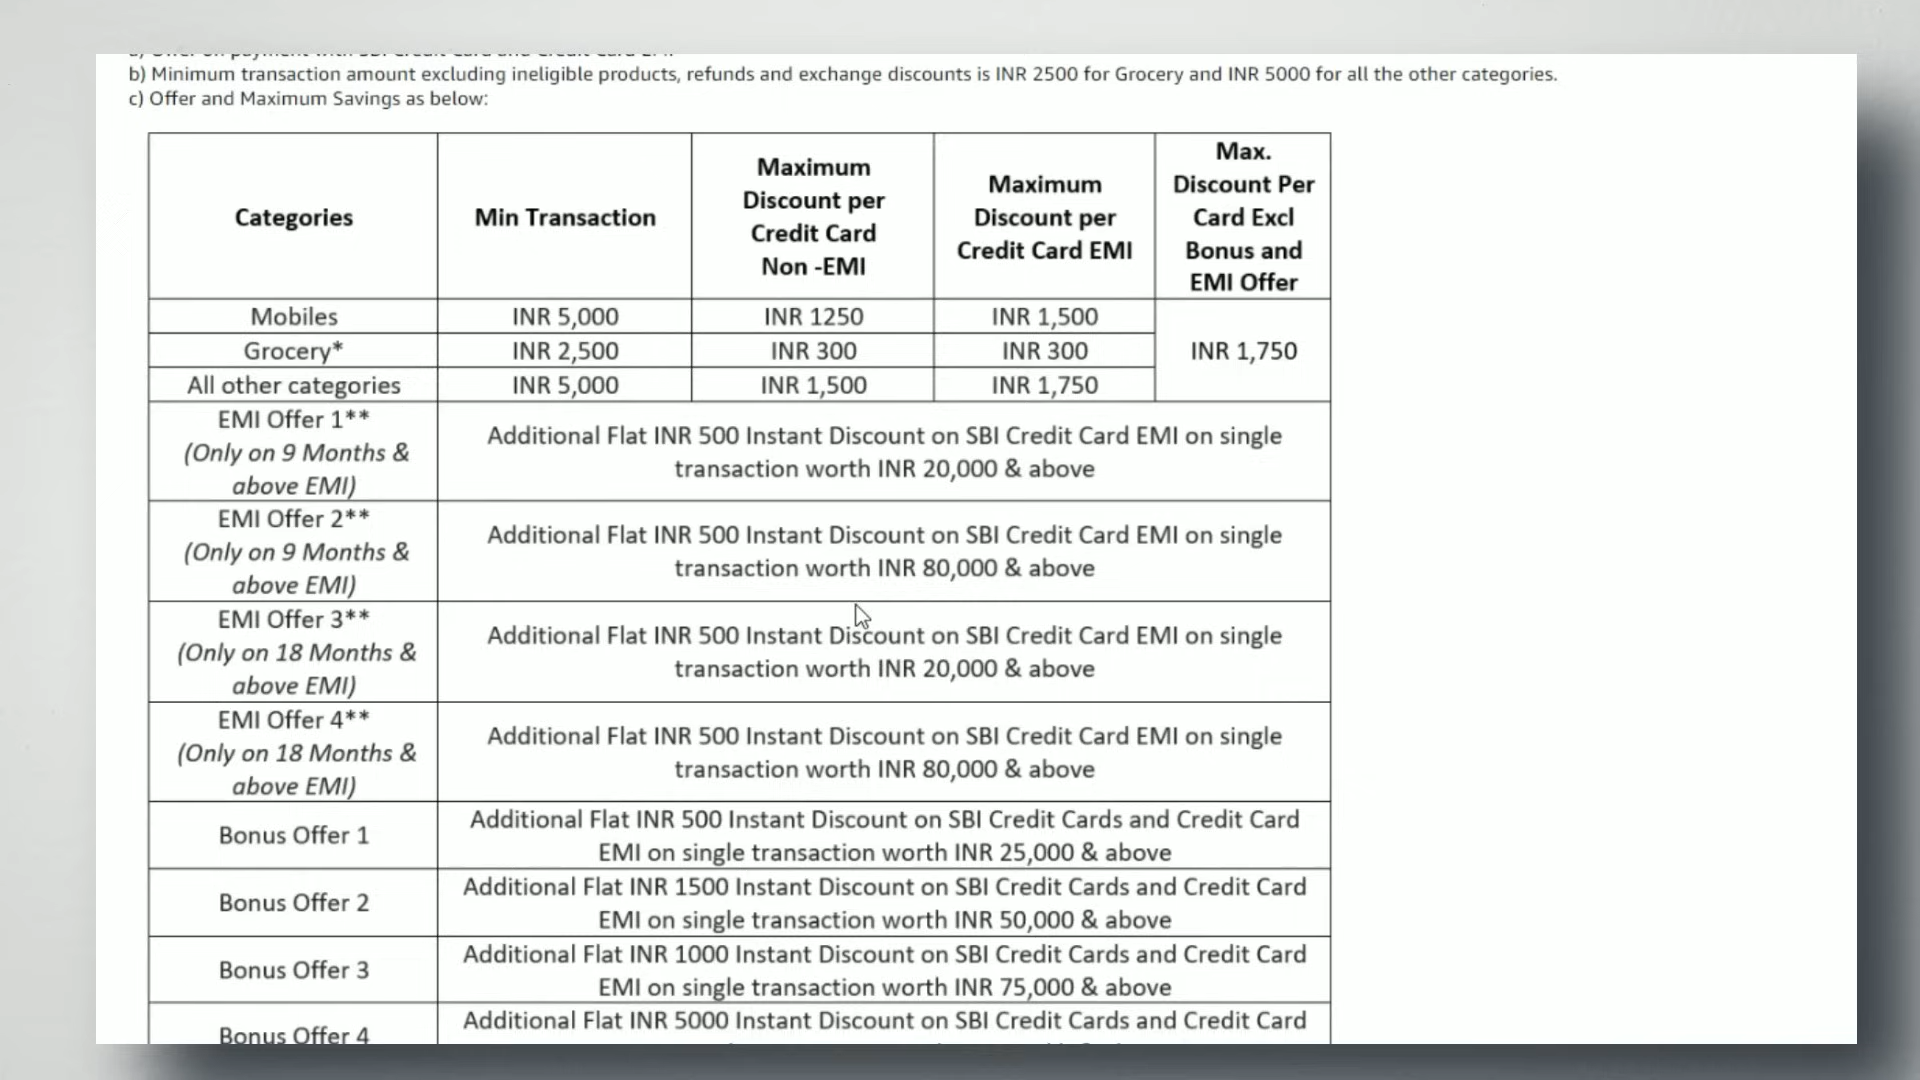 b) Minimum transaction amount excluding ineligible products, refunds and exchange discounts is INR 2500 for Grocery and INR 5000 for all the other categories.
c) Offer and Maximum Savings as below:
Categories
Min Transaction
Maximum
Discount per
Credit Card
Non -EMI
Maximum
Discount per
Credit Card EMI
Max.
Discount Per
Card Excl
Bonus and
EMI Offer
Mobiles INR 5,000 INR 1250 INR 1,500
Grocery* INR 2,500 INR 300 INR 300 INR 1,750
All other categories INR 5,000 INR 1,500 INR 1,750
EMI Offer 1**
(Only on 9 Months &
above EMI)
Additional Flat INR 500 Instant Discount on SBI Credit Card EMI on single
transaction worth INR 20,000 & above
EMI Offer 2**
(Only on 9 Months &
above EMI)
Additional Flat INR 500 Instant Discount on SBI Credit Card EMI on single
transaction worth INR 80,000 & above
EMI Offer 3**
(Only on 18 Months &
above EMI)
Additional Flat INR 500 Instant Discount on SBI Credit Card EMI on single
transaction worth INR 20,000 & above
EMI Offer 4**
(Only on 18 Months &
above EMI)
Additional Flat INR 500 Instant Discount on SBI Credit Card EMI on single
transaction worth INR 80,000 & above
Bonus Offer 1
Additional Flat INR 500 Instant Discount on SBI Credit Cards and Credit Card
EMI on single transaction worth INR 25,000 & above
Bonus Offer 2
Additional Flat INR 1500 Instant Discount on SBI Credit Cards and Credit Card
EMI on single transaction worth INR 50,000 & above
Bonus Offer 3
Additional Flat INR 1000 Instant Discount on SBI Credit Cards and Credit Card
EMI on single transaction worth INR 75,000 & above
Bonus Offer 4
Additional Flat INR 5000 Instant Discount on SBI Credit Cards and Credit Card